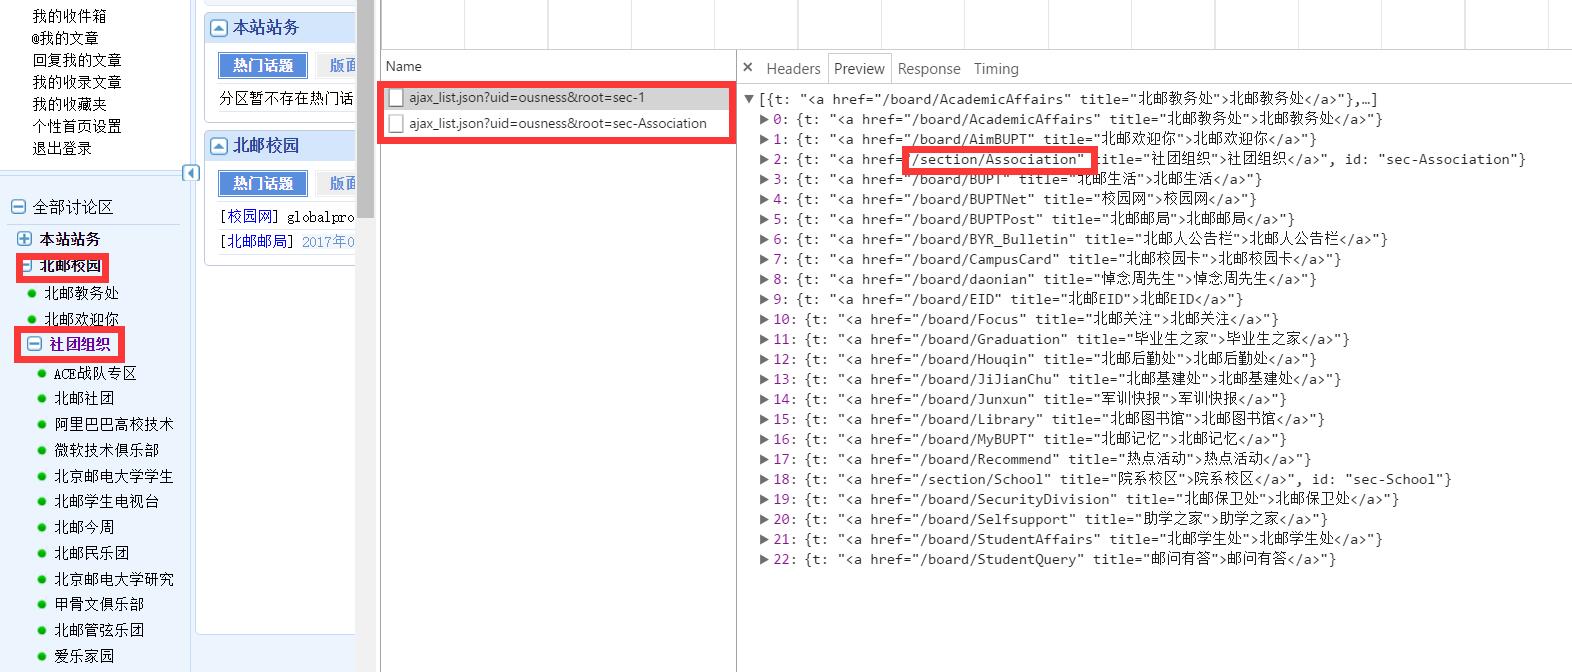 我的收件箱
@我的文章
回复我的文章
我的收录文章
我的收藏夹
个性首页设置
退出登录
全部讨论区
本站站务
北邮校园
北邮教务处
北邮欢迎你
社团组织
ACE战队专区
北邮社团
阿里巴巴高校技术
微软技术俱乐部
北京邮电大学学生
北邮学生电视台
北邮今周
北邮民乐团
北京邮电大学研究
甲骨文俱乐部
北邮管弦乐团
爱乐家园
本站站务
热门话题 版面
分区暂不存在热门话
北邮校园
热门话题 版面
[校园网] globalpro
[北邮邮局] 2017年0
Name
ajax_list.json?uid=ousness&root=sec-1
ajax_list.json?uid=ousness&root=sec-Association
× Headers Preview Response Timing
▼[{t: "<a href="/board/AcademicAffairs" title="北邮教务处">北邮教务处</a>"},…]
▶0: {t: "<a href="/board/AcademicAffairs" title="北邮教务处">北邮教务处</a>"}
▶1: {t: "<a href="/board/AimBUPT" title="北邮欢迎你">北邮欢迎你</a>"}
▶2: {t: "<a href="/section/Association" title="社团组织">社团组织</a>", id: "sec-Association"}
▶3: {t: "<a href="/board/BUPT" title="北邮生活">北邮生活</a>"}
▶4: {t: "<a href="/board/BUPTNet" title="校园网">校园网</a>"}
▶5: {t: "<a href="/board/BUPTPost" title="北邮邮局">北邮邮局</a>"}
▶6: {t: "<a href="/board/BYR_Bulletin" title="北邮人公告栏">北邮人公告栏</a>"}
▶7: {t: "<a href="/board/CampusCard" title="北邮校园卡">北邮校园卡</a>"}
▶8: {t: "<a href="/board/daonian" title="悼念周先生">悼念周先生</a>"}
▶9: {t: "<a href="/board/EID" title="北邮EID">北邮EID</a>"}
▶10: {t: "<a href="/board/Focus" title="北邮关注">北邮关注</a>"}
▶11: {t: "<a href="/board/Graduation" title="毕业生之家">毕业生之家</a>"}
▶12: {t: "<a href="/board/Houqin" title="北邮后勤处">北邮后勤处</a>"}
▶13: {t: "<a href="/board/JiJianChu" title="北邮基建处">北邮基建处</a>"}
▶14: {t: "<a href="/board/Junxun" title="军训快报">军训快报</a>"}
▶15: {t: "<a href="/board/Library" title="北邮图书馆">北邮图书馆</a>"}
▶16: {t: "<a href="/board/MyBUPT" title="北邮记忆">北邮记忆</a>"}
▶17: {t: "<a href="/board/Recommend" title="热点活动">热点活动</a>"}
▶18: {t: "<a href="/section/School" title="院系校区">院系校区</a>", id: "sec-School"}
▶19: {t: "<a href="/board/SecurityDivision" title="北邮保卫处">北邮保卫处</a>"}
▶20: {t: "<a href="/board/Selfsupport" title="助学之家">助学之家</a>"}
▶21: {t: "<a href="/board/StudentAffairs" title="北邮学生处">北邮学生处</a>"}
▶22: {t: "<a href="/board/StudentQuery" title="邮问有答">邮问有答</a>"}